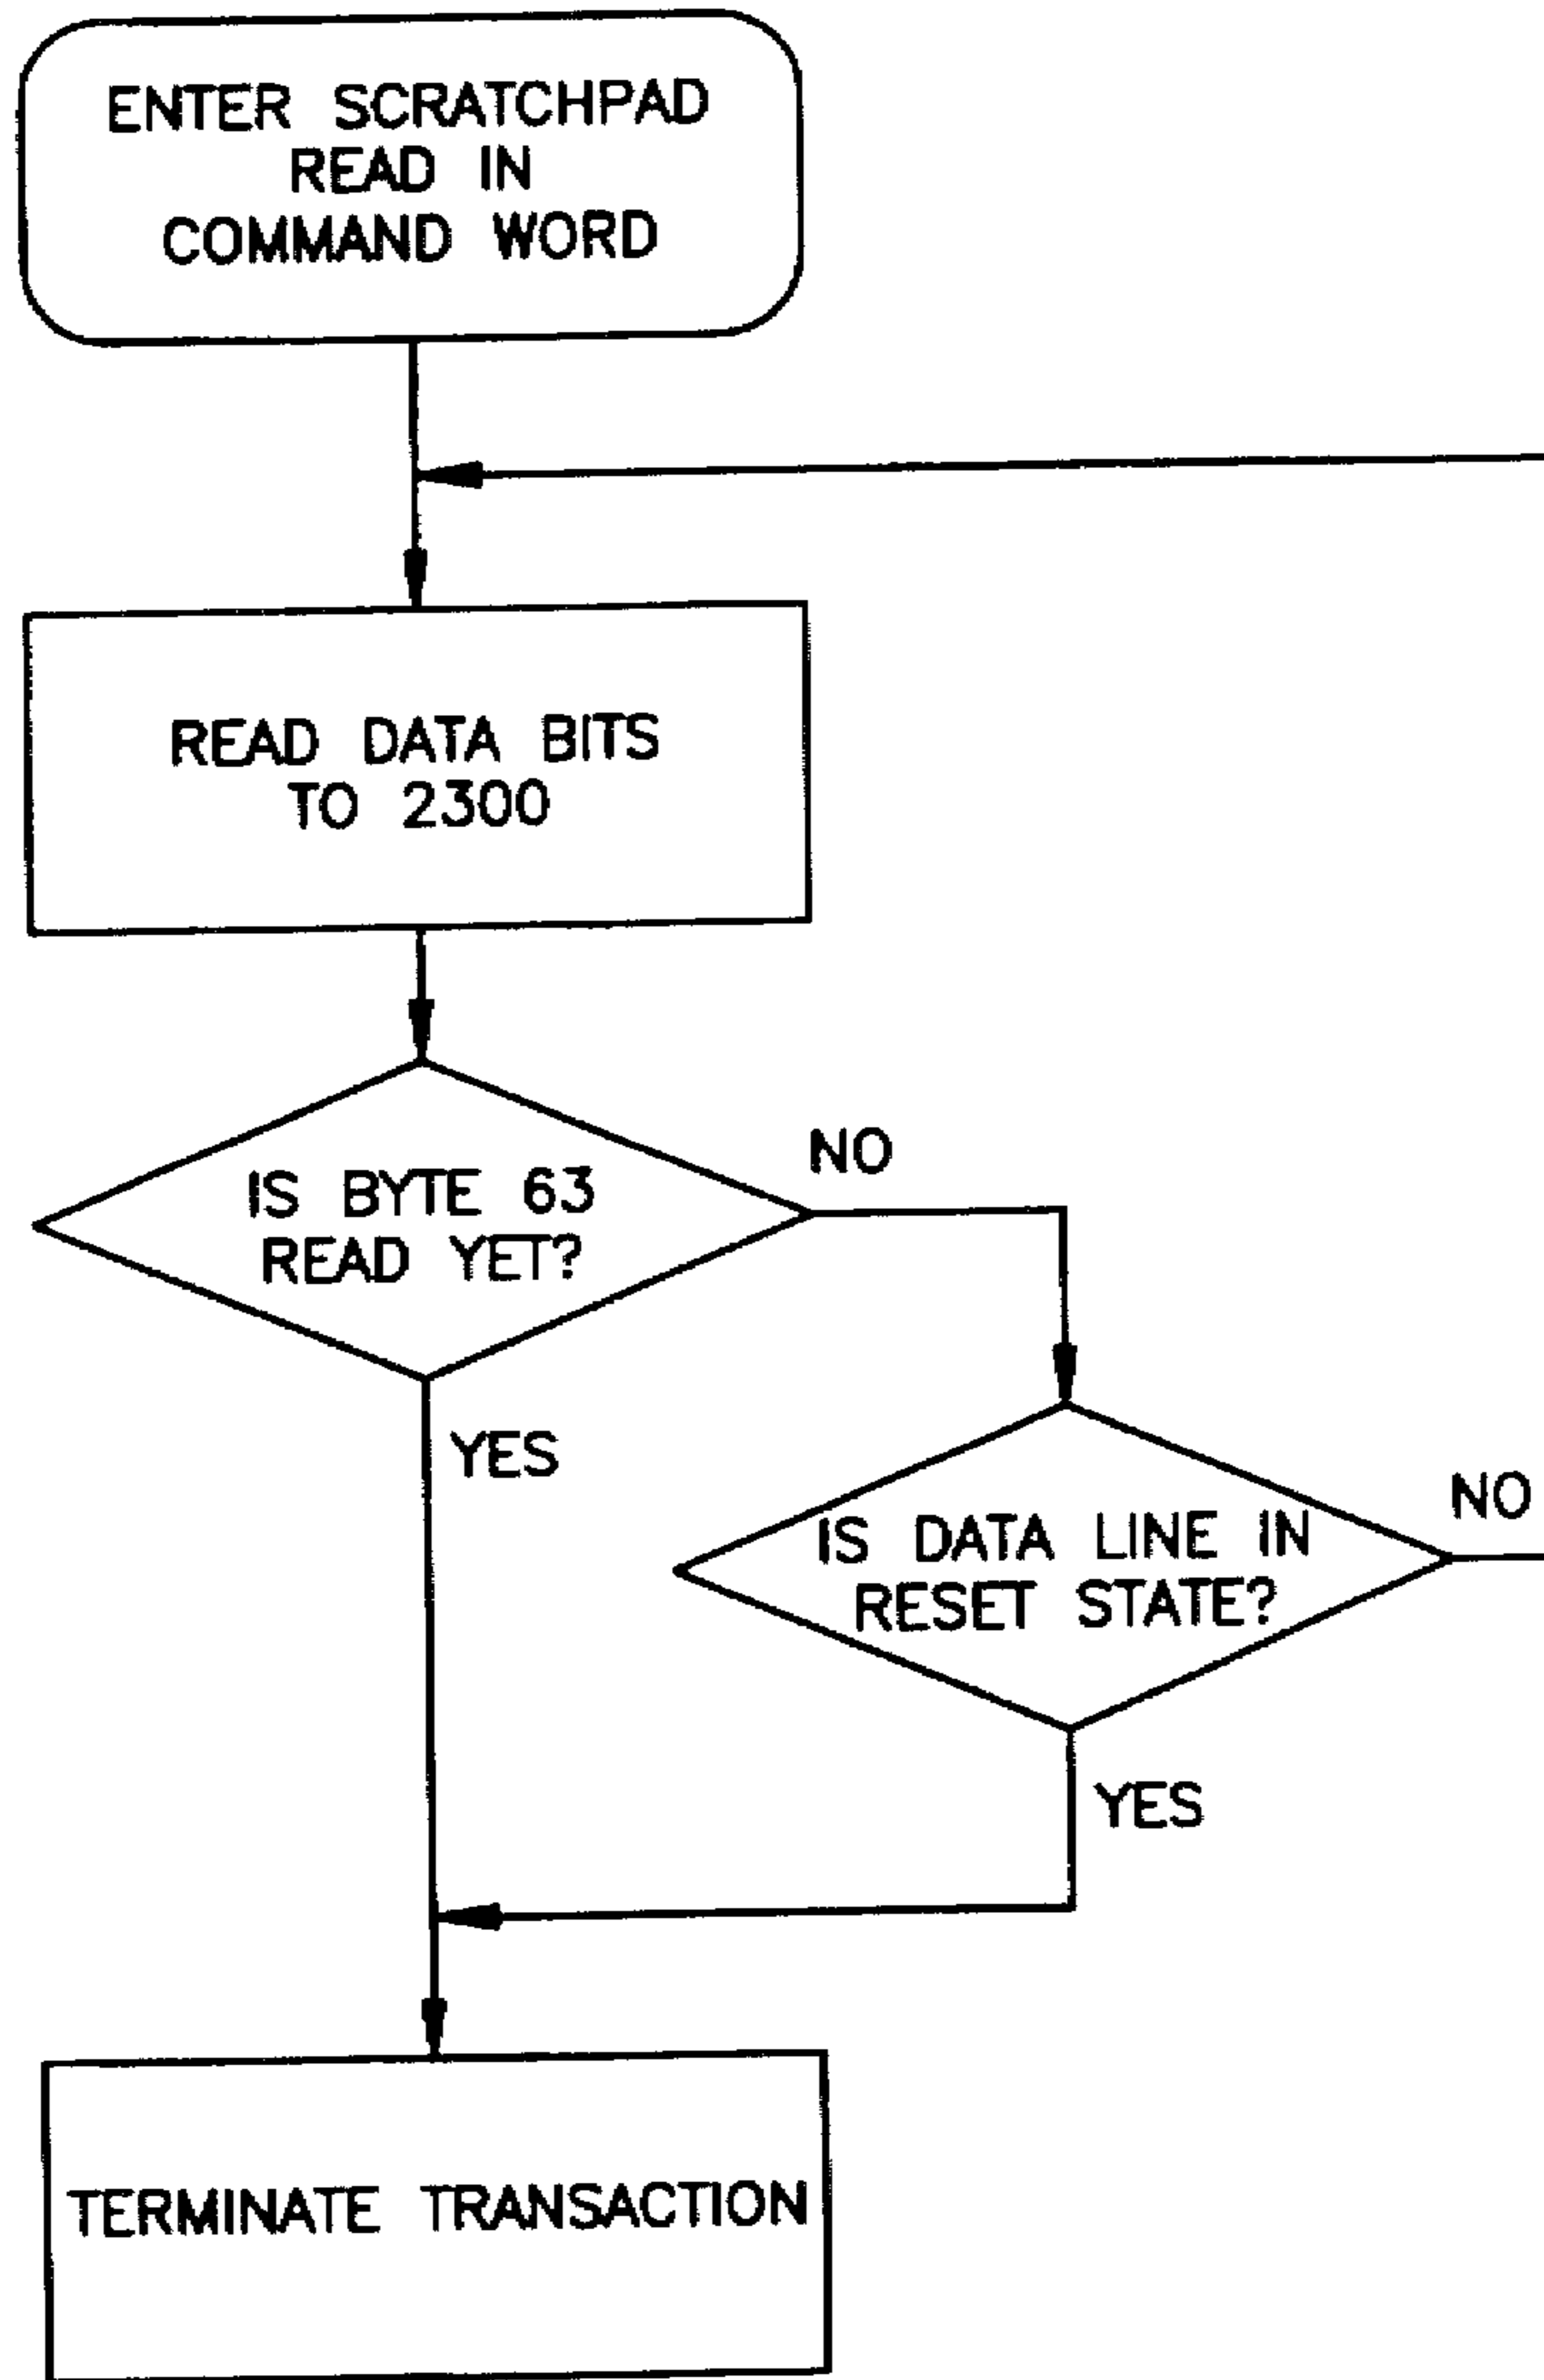 ENTER SCRATCHPAD
READ IN
COMMAND WORD
READ DATA BITS
TO 2300
IS BYTE 63
READ YET?
NO
YES
IS DATA LINE IN
RESET STATE?
NO
YES
TERMINATE TRANSACTION